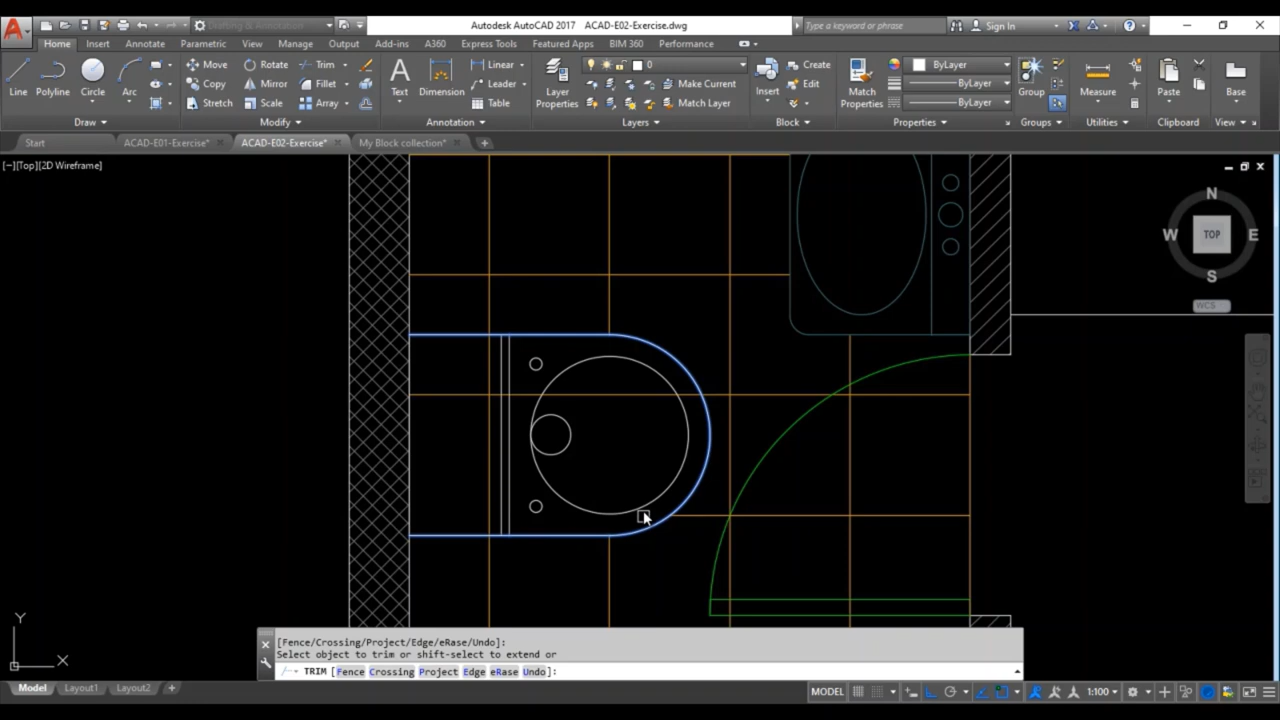 Drafting & Annotation
Autodesk AutoCAD 2017 ACAD-E02-Exercise.dwg
Type a keyword or phrase
Sign In
Home Insert Annotate Parametric View Manage Output Add-ins A360 Express Tools Featured Apps BIM 360 Performance
Line Polyline Circle Arc
Move Rotate Trim
Copy Mirror Fillet
Stretch Scale Array
Text Dimension
Linear
Leader
Table
Layer Properties
0
Make Current
Match Layer
Insert
Create
Edit
Match Properties
ByLayer
ByLayer
ByLayer
Group
Measure
Paste
Base
Draw Modify Annotation Layers Block Properties Groups Utilities Clipboard View
Start ACAD-E01-Exercise* ACAD-E02-Exercise* My Block collection*
[−][Top][2D Wireframe]
N
W TOP E
S
WCS
Y
X
[Fence/Crossing/Project/Edge/eRase/Undo]:
Select object to trim or shift-select to extend or
TRIM [Fence Crossing Project Edge eRase Undo]:
Model Layout1 Layout2
MODEL
1:100